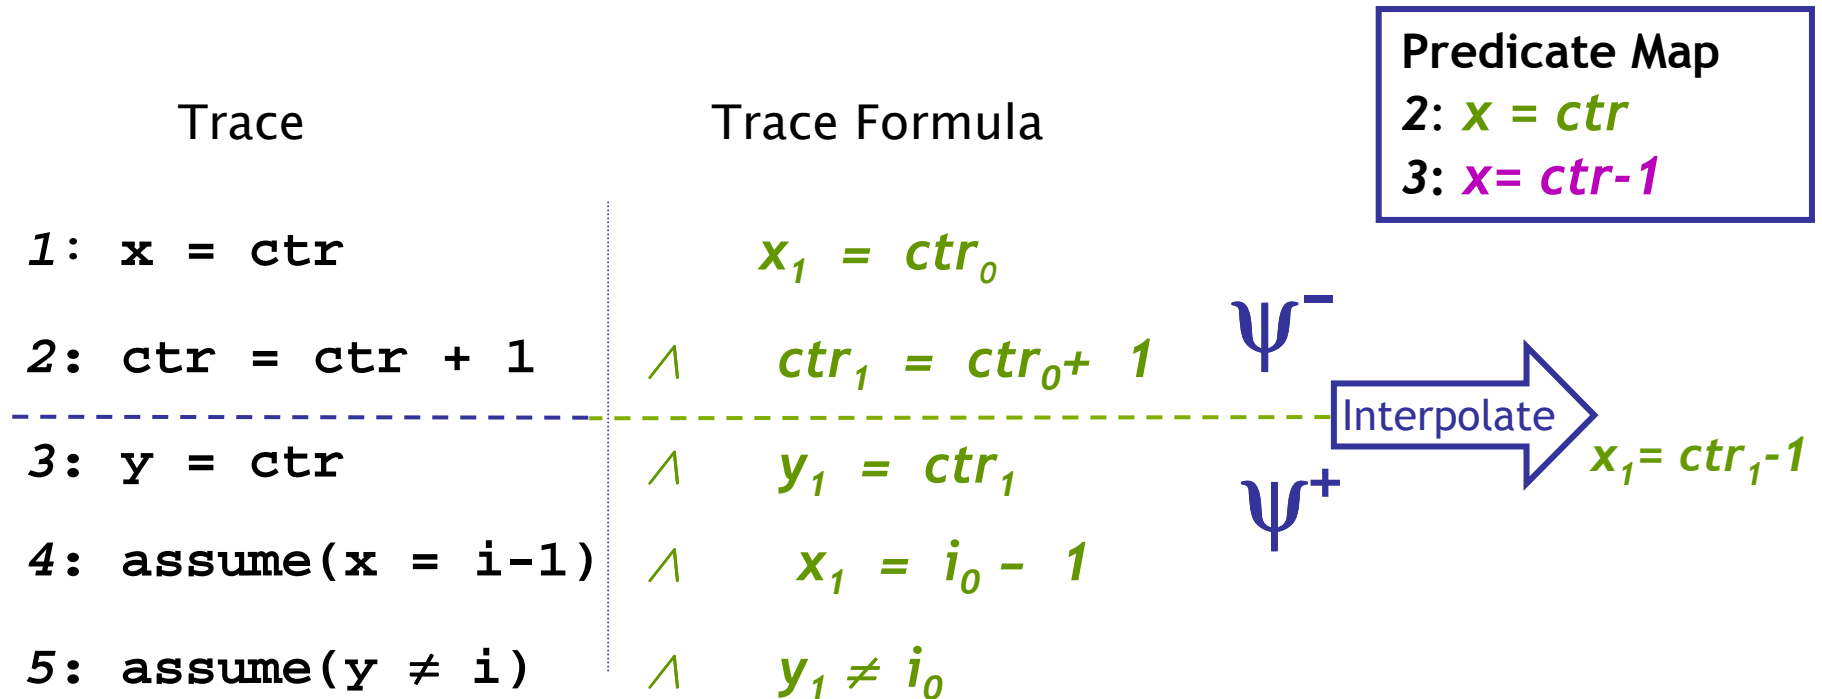 Predicate Map
2: x = ctr
3: x= ctr-1
Trace
Trace Formula
1: x = ctr
x₁ = ctr₀
2: ctr = ctr + 1
∧ ctr₁ = ctr₀+ 1
ψ⁻
Interpolate
x₁= ctr₁-1
3: y = ctr
∧ y₁ = ctr₁
ψ⁺
4: assume(x = i-1)
∧ x₁ = i₀ – 1
5: assume(y ≠ i)
∧ y₁ ≠ i₀